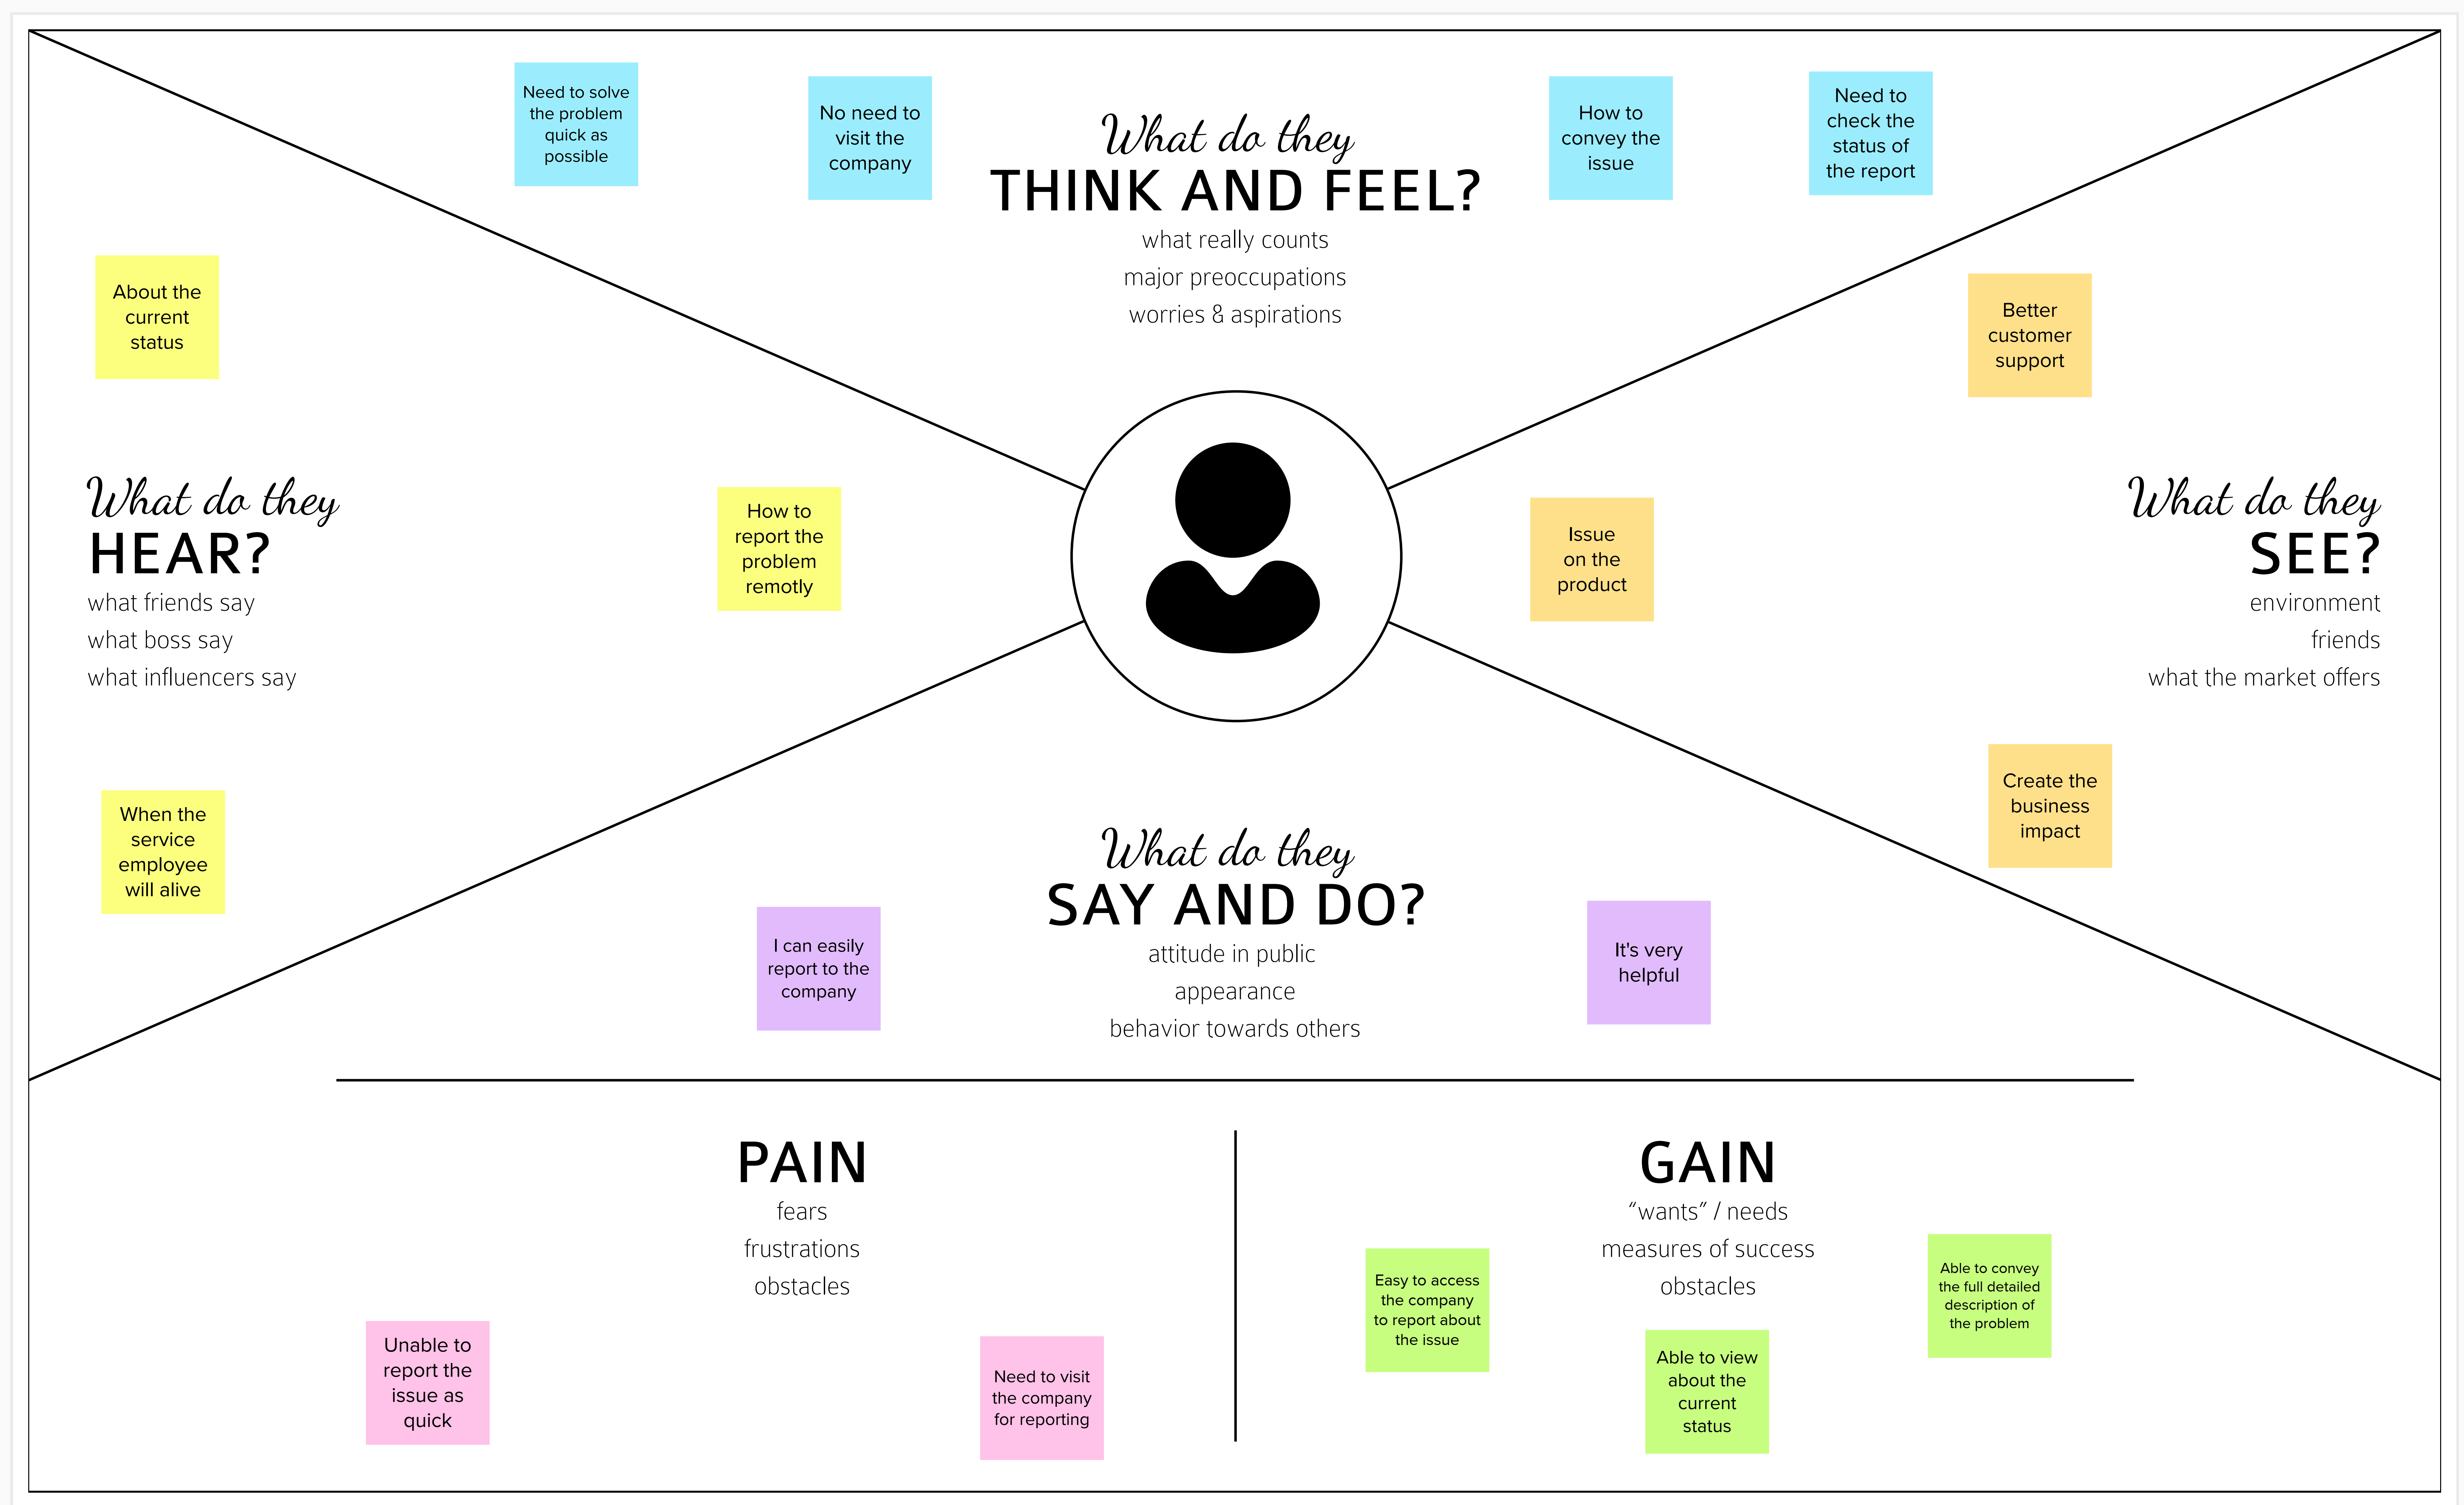 Need to solve
the problem
quick as
possible
No need to
visit the
company
What do they
THINK AND FEEL?
what really counts
major preoccupations
worries & aspirations
How to
convey the
issue
Need to
check the
status of
the report
About the
current
status
What do they
HEAR?
what friends say
what boss say
what influencers say
How to
report the
problem
remotly
When the
service
employee
will alive
Better
customer
support
Issue
on the
product
What do they
SEE?
environment
friends
what the market offers
Create the
business
impact
What do they
SAY AND DO?
attitude in public
appearance
behavior towards others
I can easily
report to the
company
It's very
helpful
PAIN
fears
frustrations
obstacles
Unable to
report the
issue as
quick
Need to visit
the company
for reporting
GAIN
“wants” / needs
measures of success
obstacles
Easy to access
the company
to report about
the issue
Able to view
about the
current
status
Able to convey
the full detailed
description of
the problem